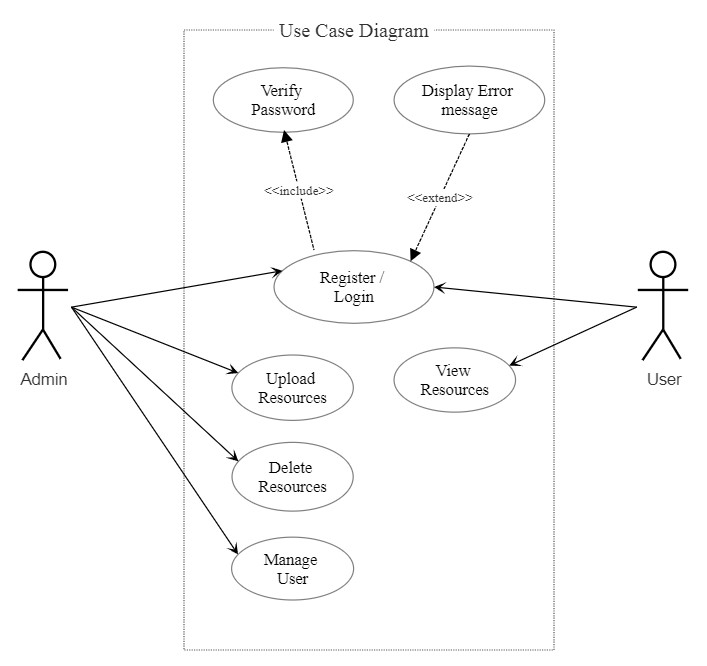 Use Case Diagram
Verify
Password
Display Error
message
<<include>>
<<extend>>
Register /
Login
Admin
User
Upload
Resources
View
Resources
Delete
Resources
Manage
User